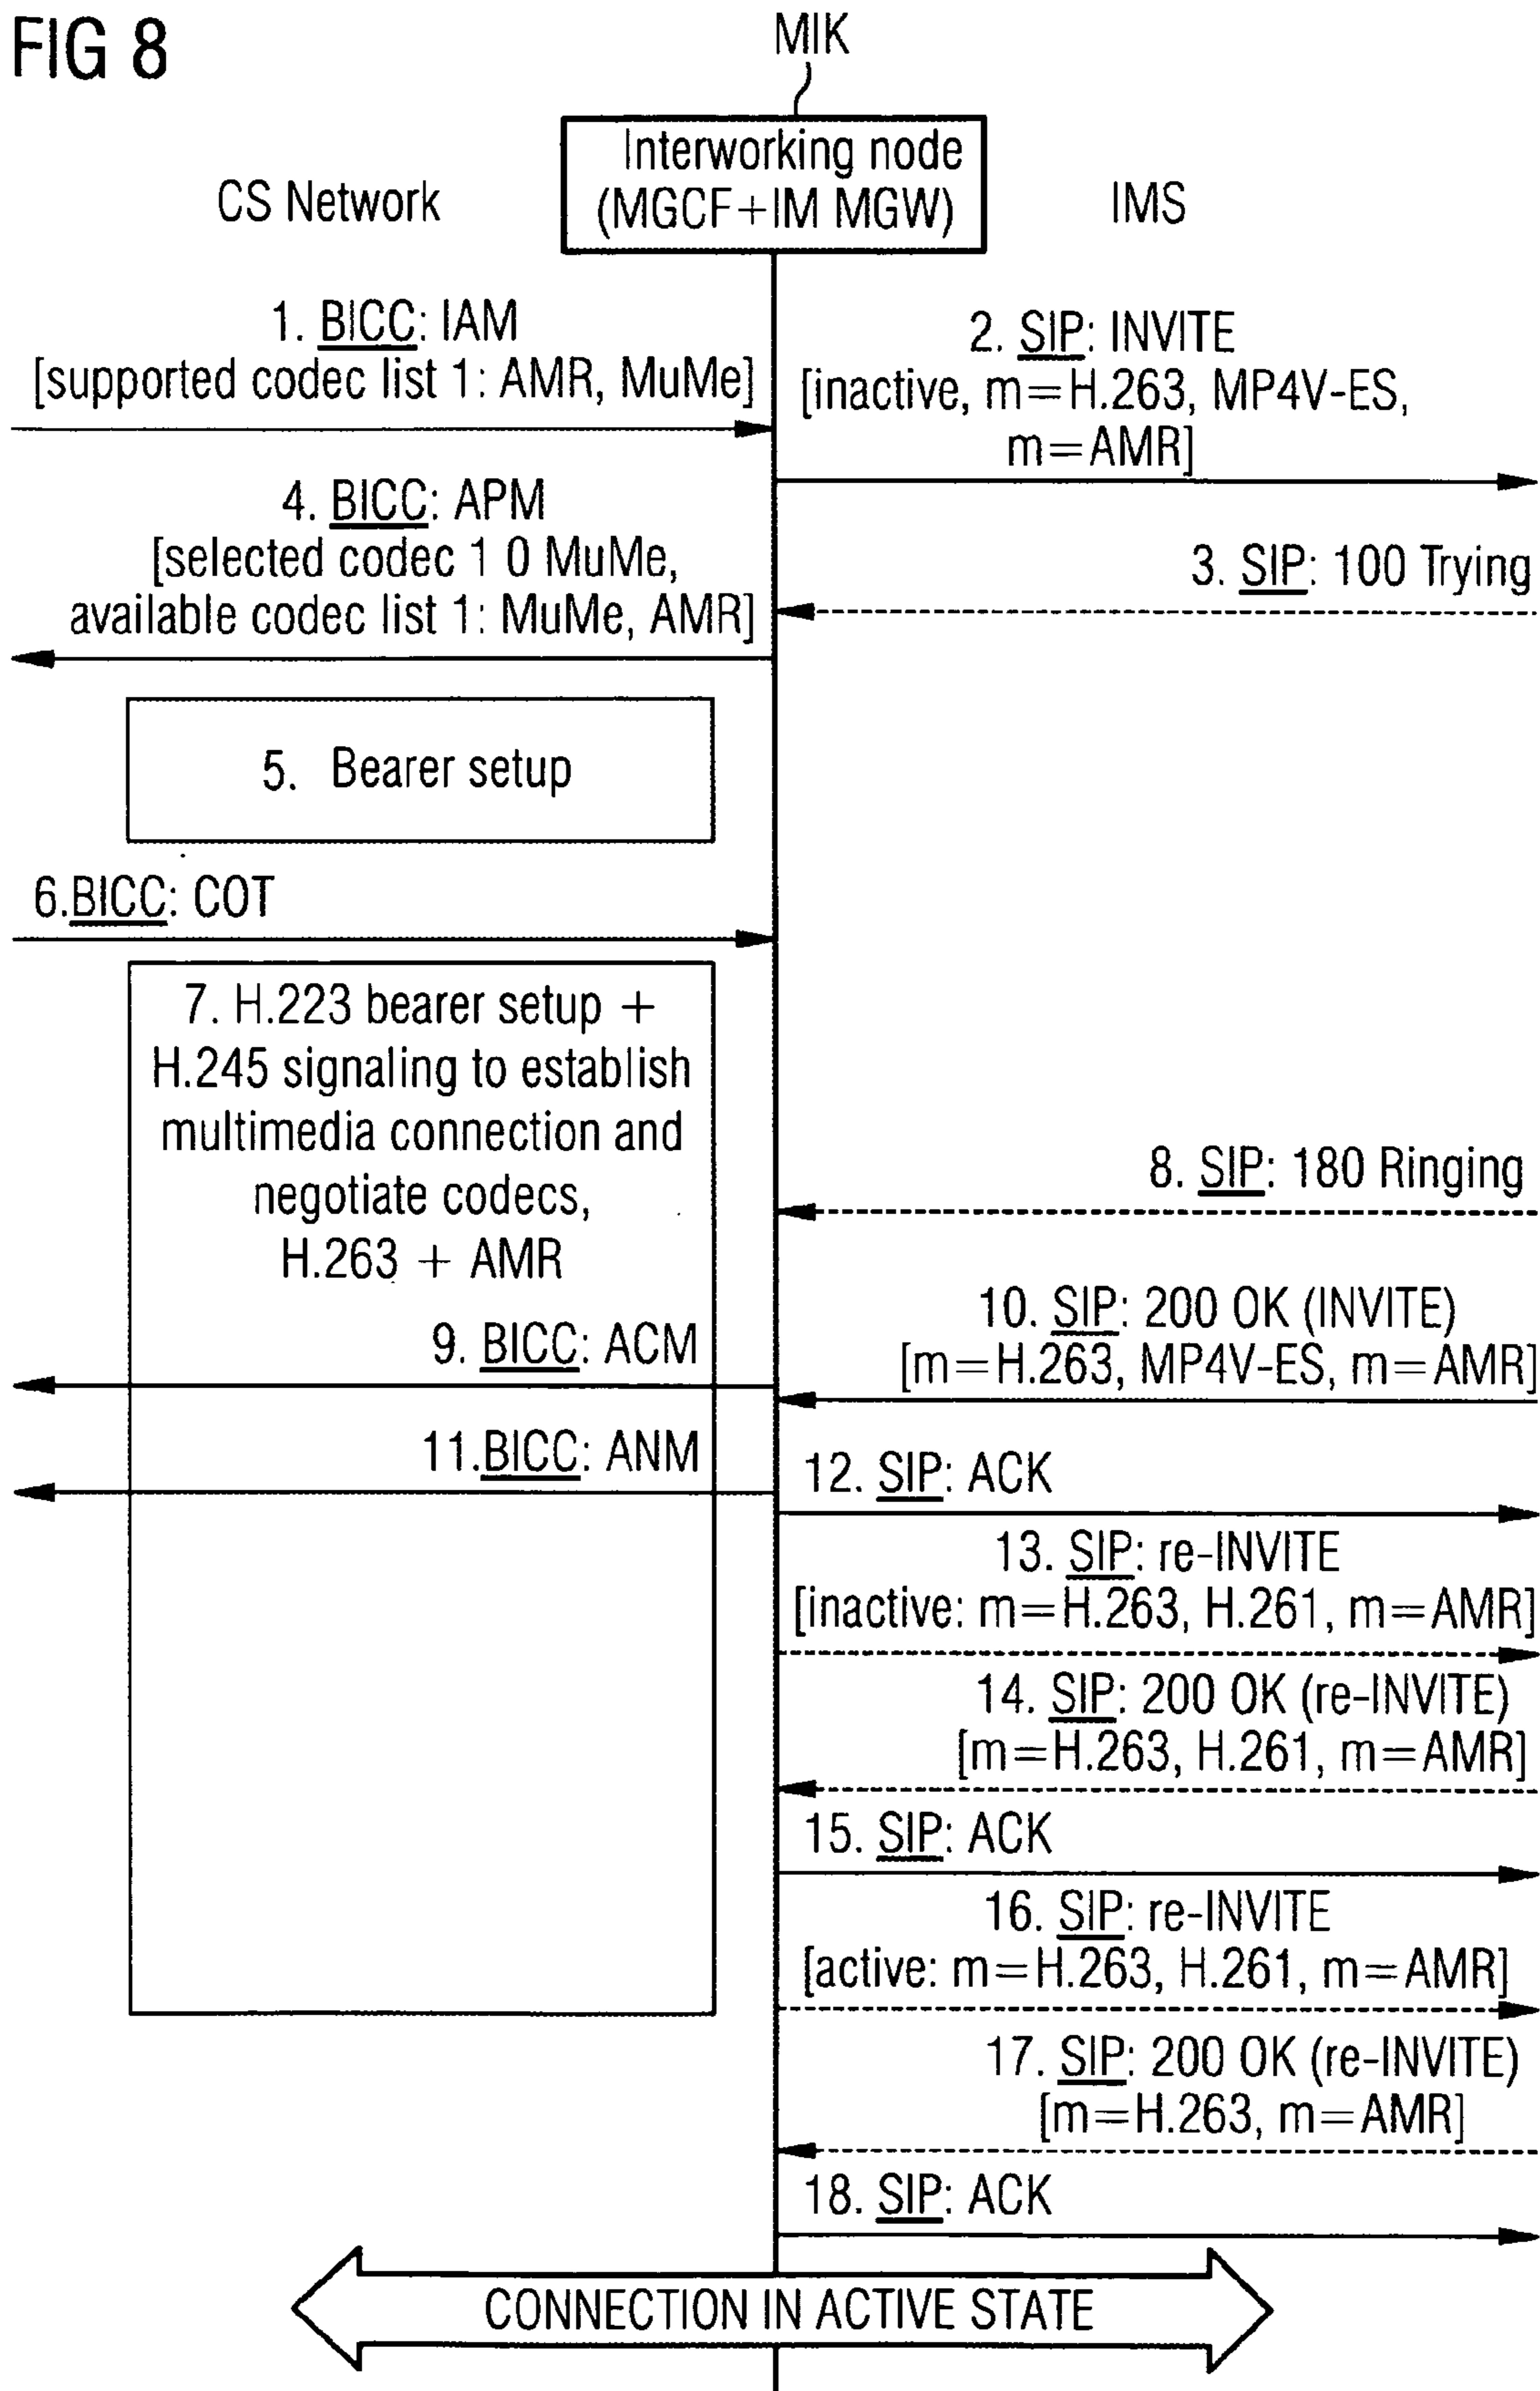 FIG 8
MIK
Interworking node
(MGCF+IM MGW)
CS Network
IMS
1. BICC: IAM
[supported codec list 1: AMR, MuMe]
2. SIP: INVITE
[inactive, m=H.263, MP4V-ES,
m=AMR]
3. SIP: 100 Trying
4. BICC: APM
[selected codec 1 0 MuMe,
available codec list 1: MuMe, AMR]
5. Bearer setup
6.BICC: COT
7. H.223 bearer setup +
H.245 signaling to establish
multimedia connection and
negotiate codecs,
H.263 + AMR
8. SIP: 180 Ringing
9. BICC: ACM
10. SIP: 200 OK (INVITE)
[m=H.263, MP4V-ES, m=AMR]
11.BICC: ANM
12. SIP: ACK
13. SIP: re-INVITE
[inactive: m=H.263, H.261, m=AMR]
14. SIP: 200 OK (re-INVITE)
[m=H.263, H.261, m=AMR]
15. SIP: ACK
16. SIP: re-INVITE
[active: m=H.263, H.261, m=AMR]
17. SIP: 200 OK (re-INVITE)
[m=H.263, m=AMR]
18. SIP: ACK
CONNECTION IN ACTIVE STATE